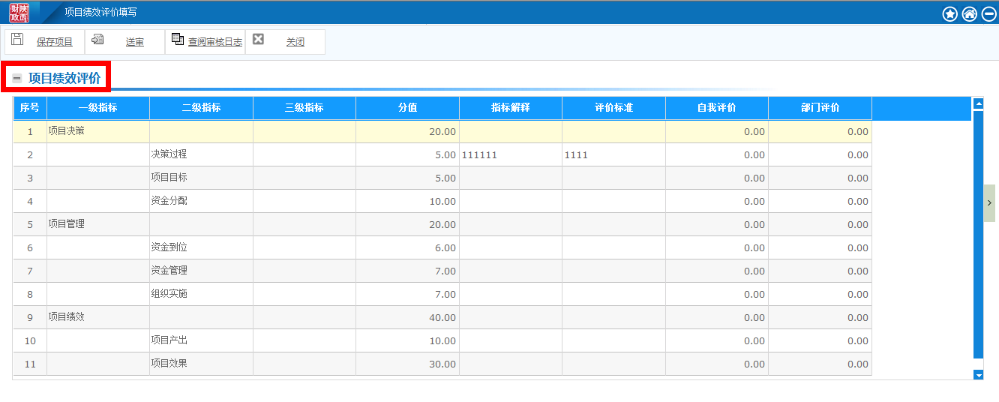 陕西财政
项目绩效评价填写
保存项目 送审 查阅审核日志 关闭
项目绩效评价
序号 一级指标 二级指标 三级指标 分值 指标解释 评价标准 自我评价 部门评价
1 项目决策 20.00 0.00 0.00
2 决策过程 5.00 111111 1111 0.00 0.00
3 项目目标 5.00 0.00 0.00
4 资金分配 10.00 0.00 0.00
5 项目管理 20.00 0.00 0.00
6 资金到位 6.00 0.00 0.00
7 资金管理 7.00 0.00 0.00
8 组织实施 7.00 0.00 0.00
9 项目绩效 40.00 0.00 0.00
10 项目产出 10.00 0.00 0.00
11 项目效果 30.00 0.00 0.00